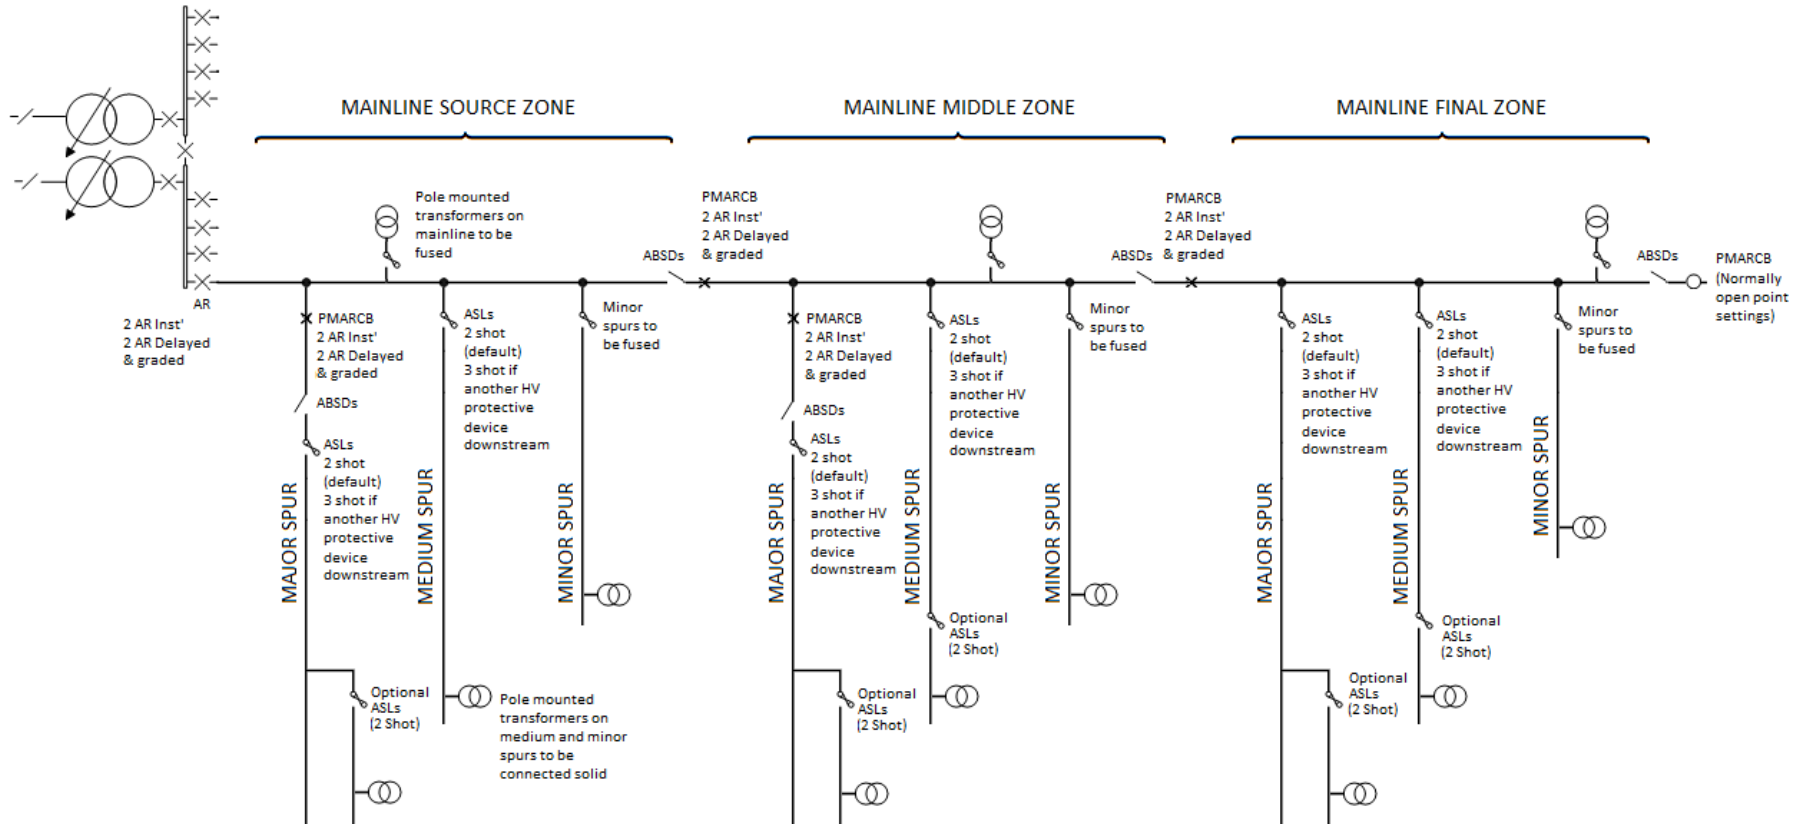 MAINLINE SOURCE ZONE
MAINLINE MIDDLE ZONE
MAINLINE FINAL ZONE
Pole mounted
transformers on
mainline to be
fused
ABSDs
PMARCB
2 AR Inst'
2 AR Delayed
& graded
ABSDs
PMARCB
2 AR Inst'
2 AR Delayed
& graded
ABSDs
PMARCB
(Normally
open point
settings)
AR
2 AR Inst'
2 AR Delayed
& graded
PMARCB
2 AR Inst'
2 AR Delayed
& graded
ABSDs
ASLs
2 shot
(default)
3 shot if
another HV
protective
device
downstream
MAJOR SPUR
Optional
ASLs
(2 Shot)
ASLs
2 shot
(default)
3 shot if
another HV
protective
device
downstream
MEDIUM SPUR
Pole mounted
transformers on
medium and minor
spurs to be
connected solid
Minor
spurs to
be fused
MINOR SPUR
PMARCB
2 AR Inst'
2 AR Delayed
& graded
ABSDs
ASLs
2 shot
(default)
3 shot if
another HV
protective
device
downstream
MAJOR SPUR
Optional
ASLs
(2 Shot)
ASLs
2 shot
(default)
3 shot if
another HV
protective
device
downstream
MEDIUM SPUR
Optional
ASLs
(2 Shot)
Minor
spurs to
be fused
MINOR SPUR
ASLs
2 shot
(default)
3 shot if
another HV
protective
device
downstream
MAJOR SPUR
Optional
ASLs
(2 Shot)
ASLs
2 shot
(default)
3 shot if
another HV
protective
device
downstream
MEDIUM SPUR
Optional
ASLs
(2 Shot)
Minor
spurs to
be fused
MINOR SPUR